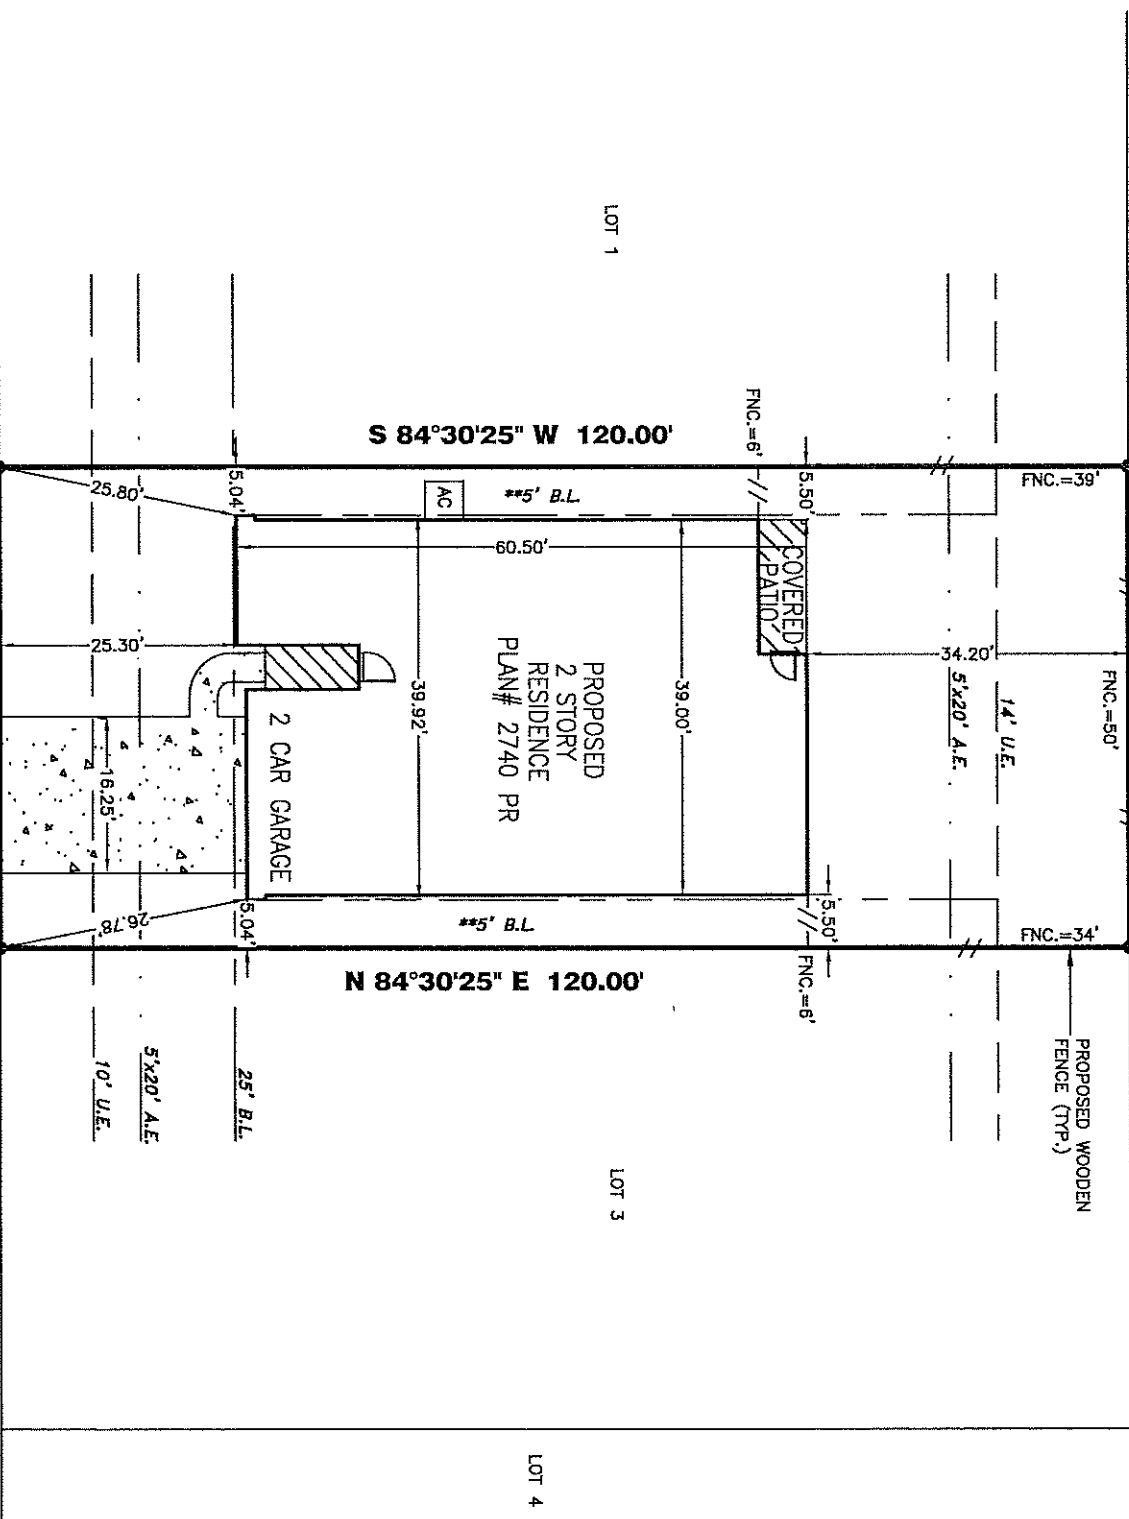 LOT 1
S 84°30'25" W 120.00'
FNC.=6'
FNC.=39'
25.80'
5.04'
AC
**5' B.L.
5.50'
60.50'
COVERED
PATIO
25.30'
34.20'
39.92'
39.00'
PROPOSED
2 STORY
RESIDENCE
PLAN# 2740 PR
14' U.E.
5'x20' A.E.
FNC.=50'
2 CAR GARAGE
16.25'
26.78'
5.04'
**5' B.L.
5.50'
FNC.=34'
N 84°30'25" E 120.00'
FNC.=6'
PROPOSED WOODEN
FENCE (TYP.)
25' B.L.
5'x20' A.E.
10' U.E.
LOT 3
LOT 4